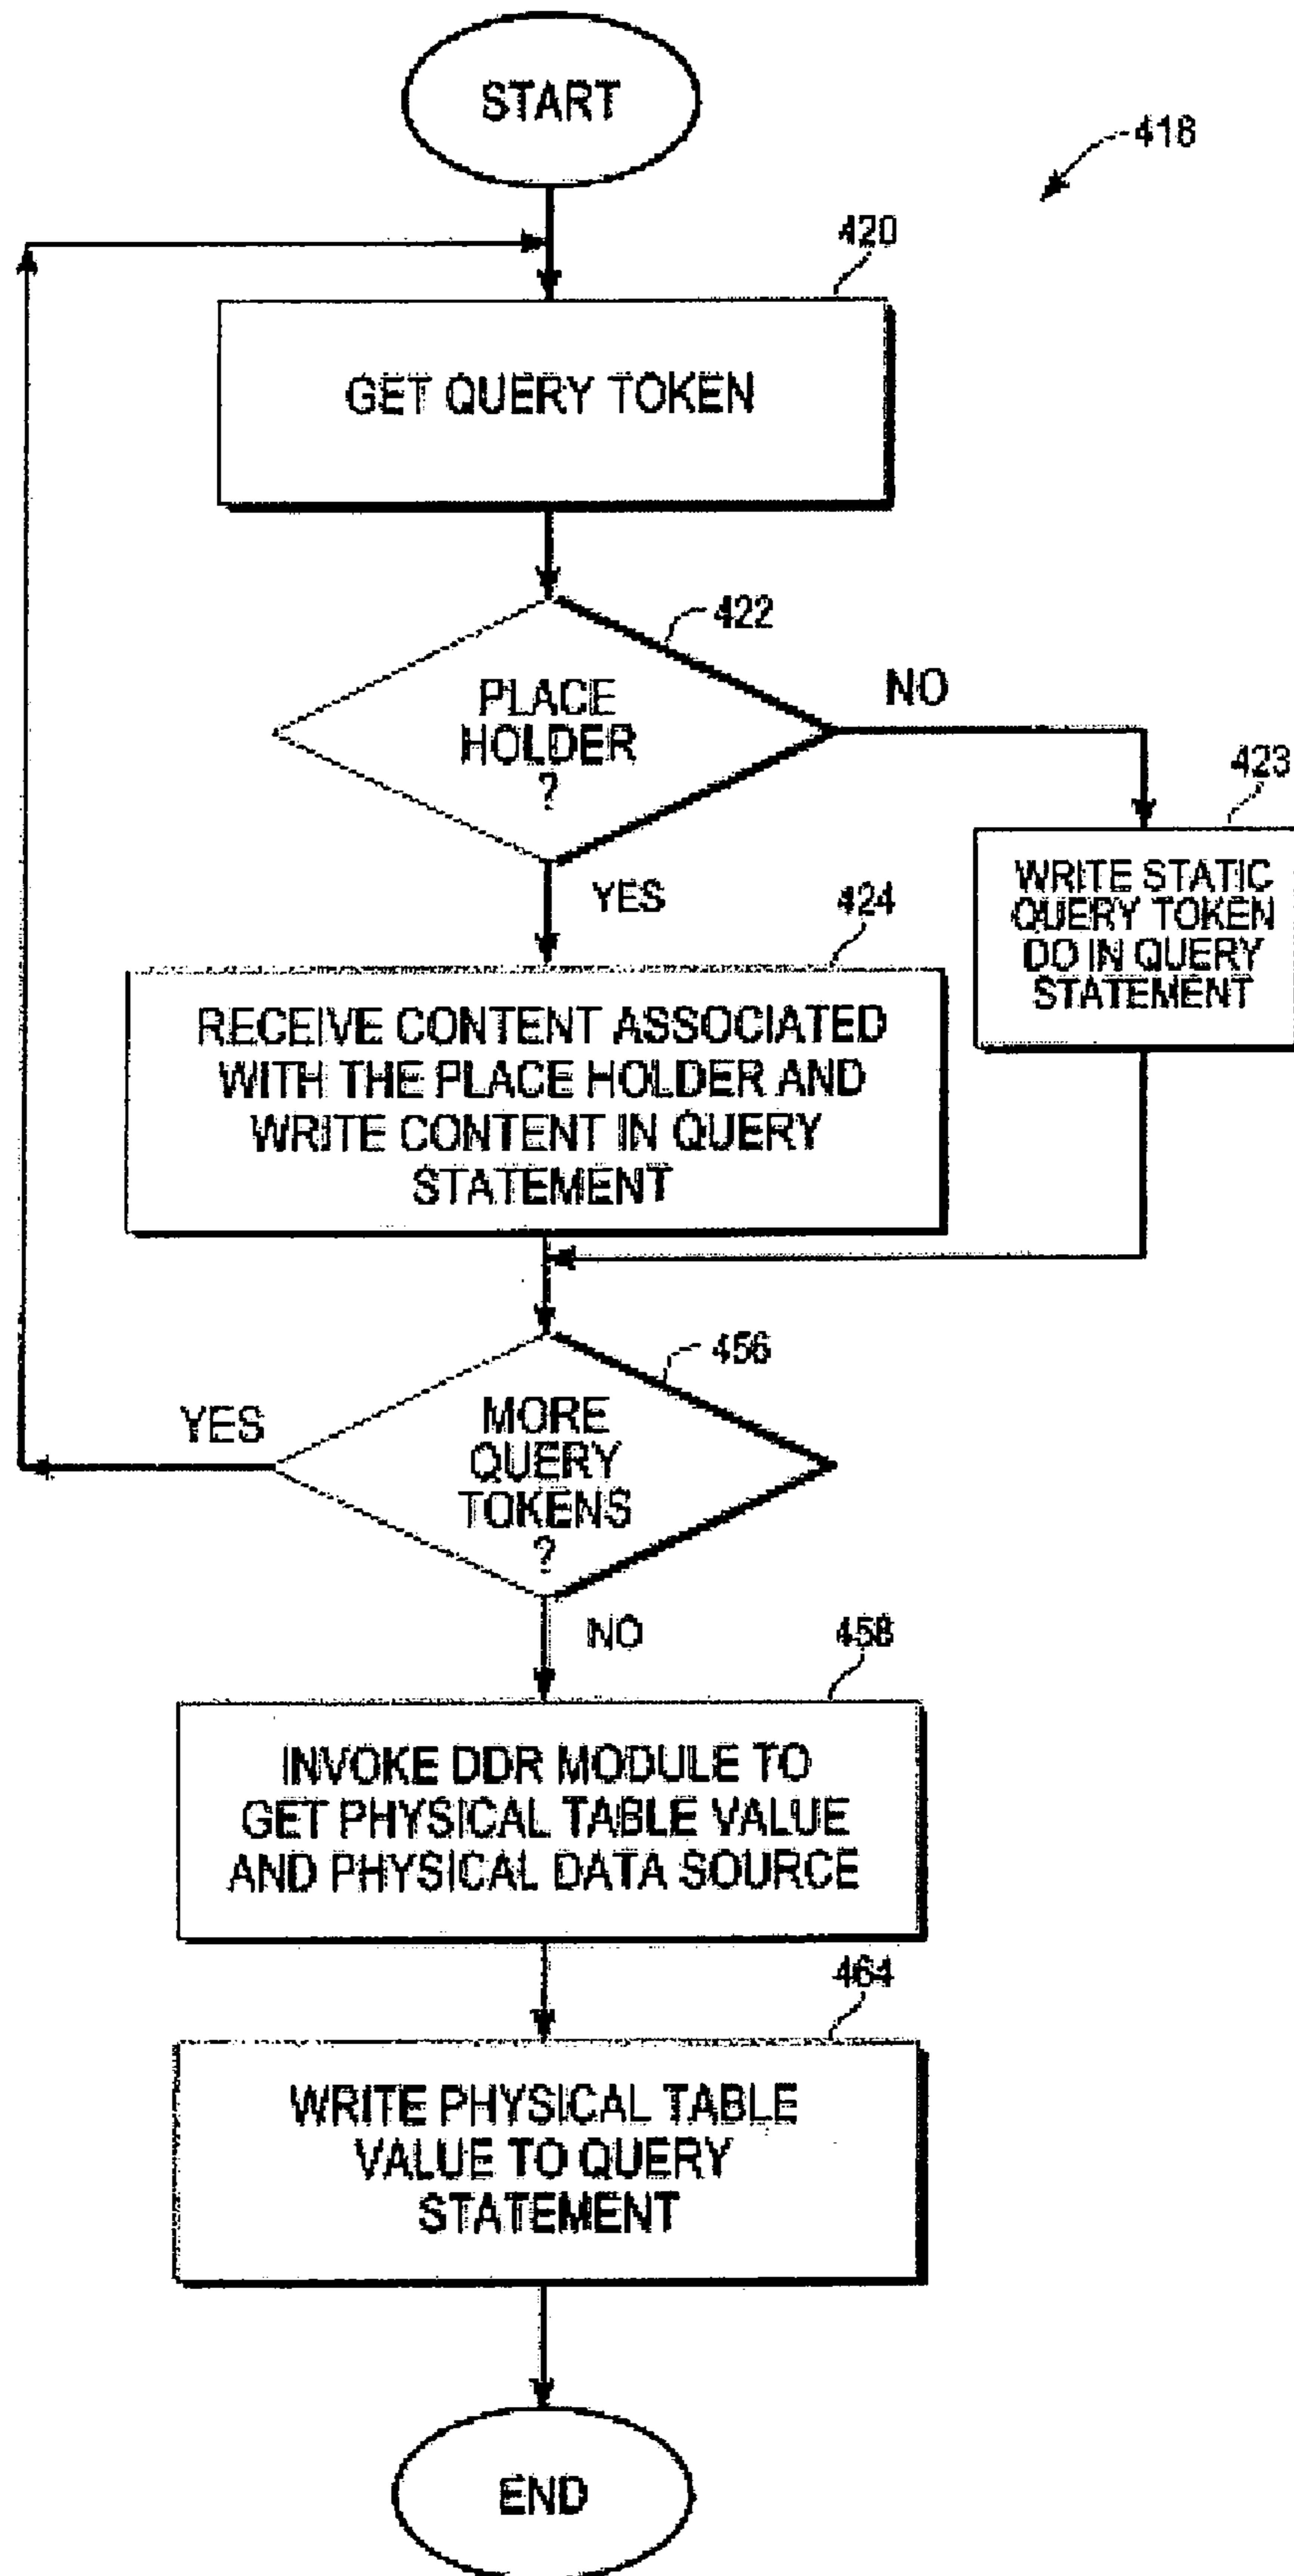 START
418
420
GET QUERY TOKEN
422
PLACE
HOLDER
?
NO
YES
423
WRITE STATIC
QUERY TOKEN
DO IN QUERY
STATEMENT
424
RECEIVE CONTENT ASSOCIATED
WITH THE PLACE HOLDER AND
WRITE CONTENT IN QUERY
STATEMENT
456
MORE
QUERY
TOKENS
?
YES
NO
458
INVOKE DDR MODULE TO
GET PHYSICAL TABLE VALUE
AND PHYSICAL DATA SOURCE
464
WRITE PHYSICAL TABLE
VALUE TO QUERY
STATEMENT
END